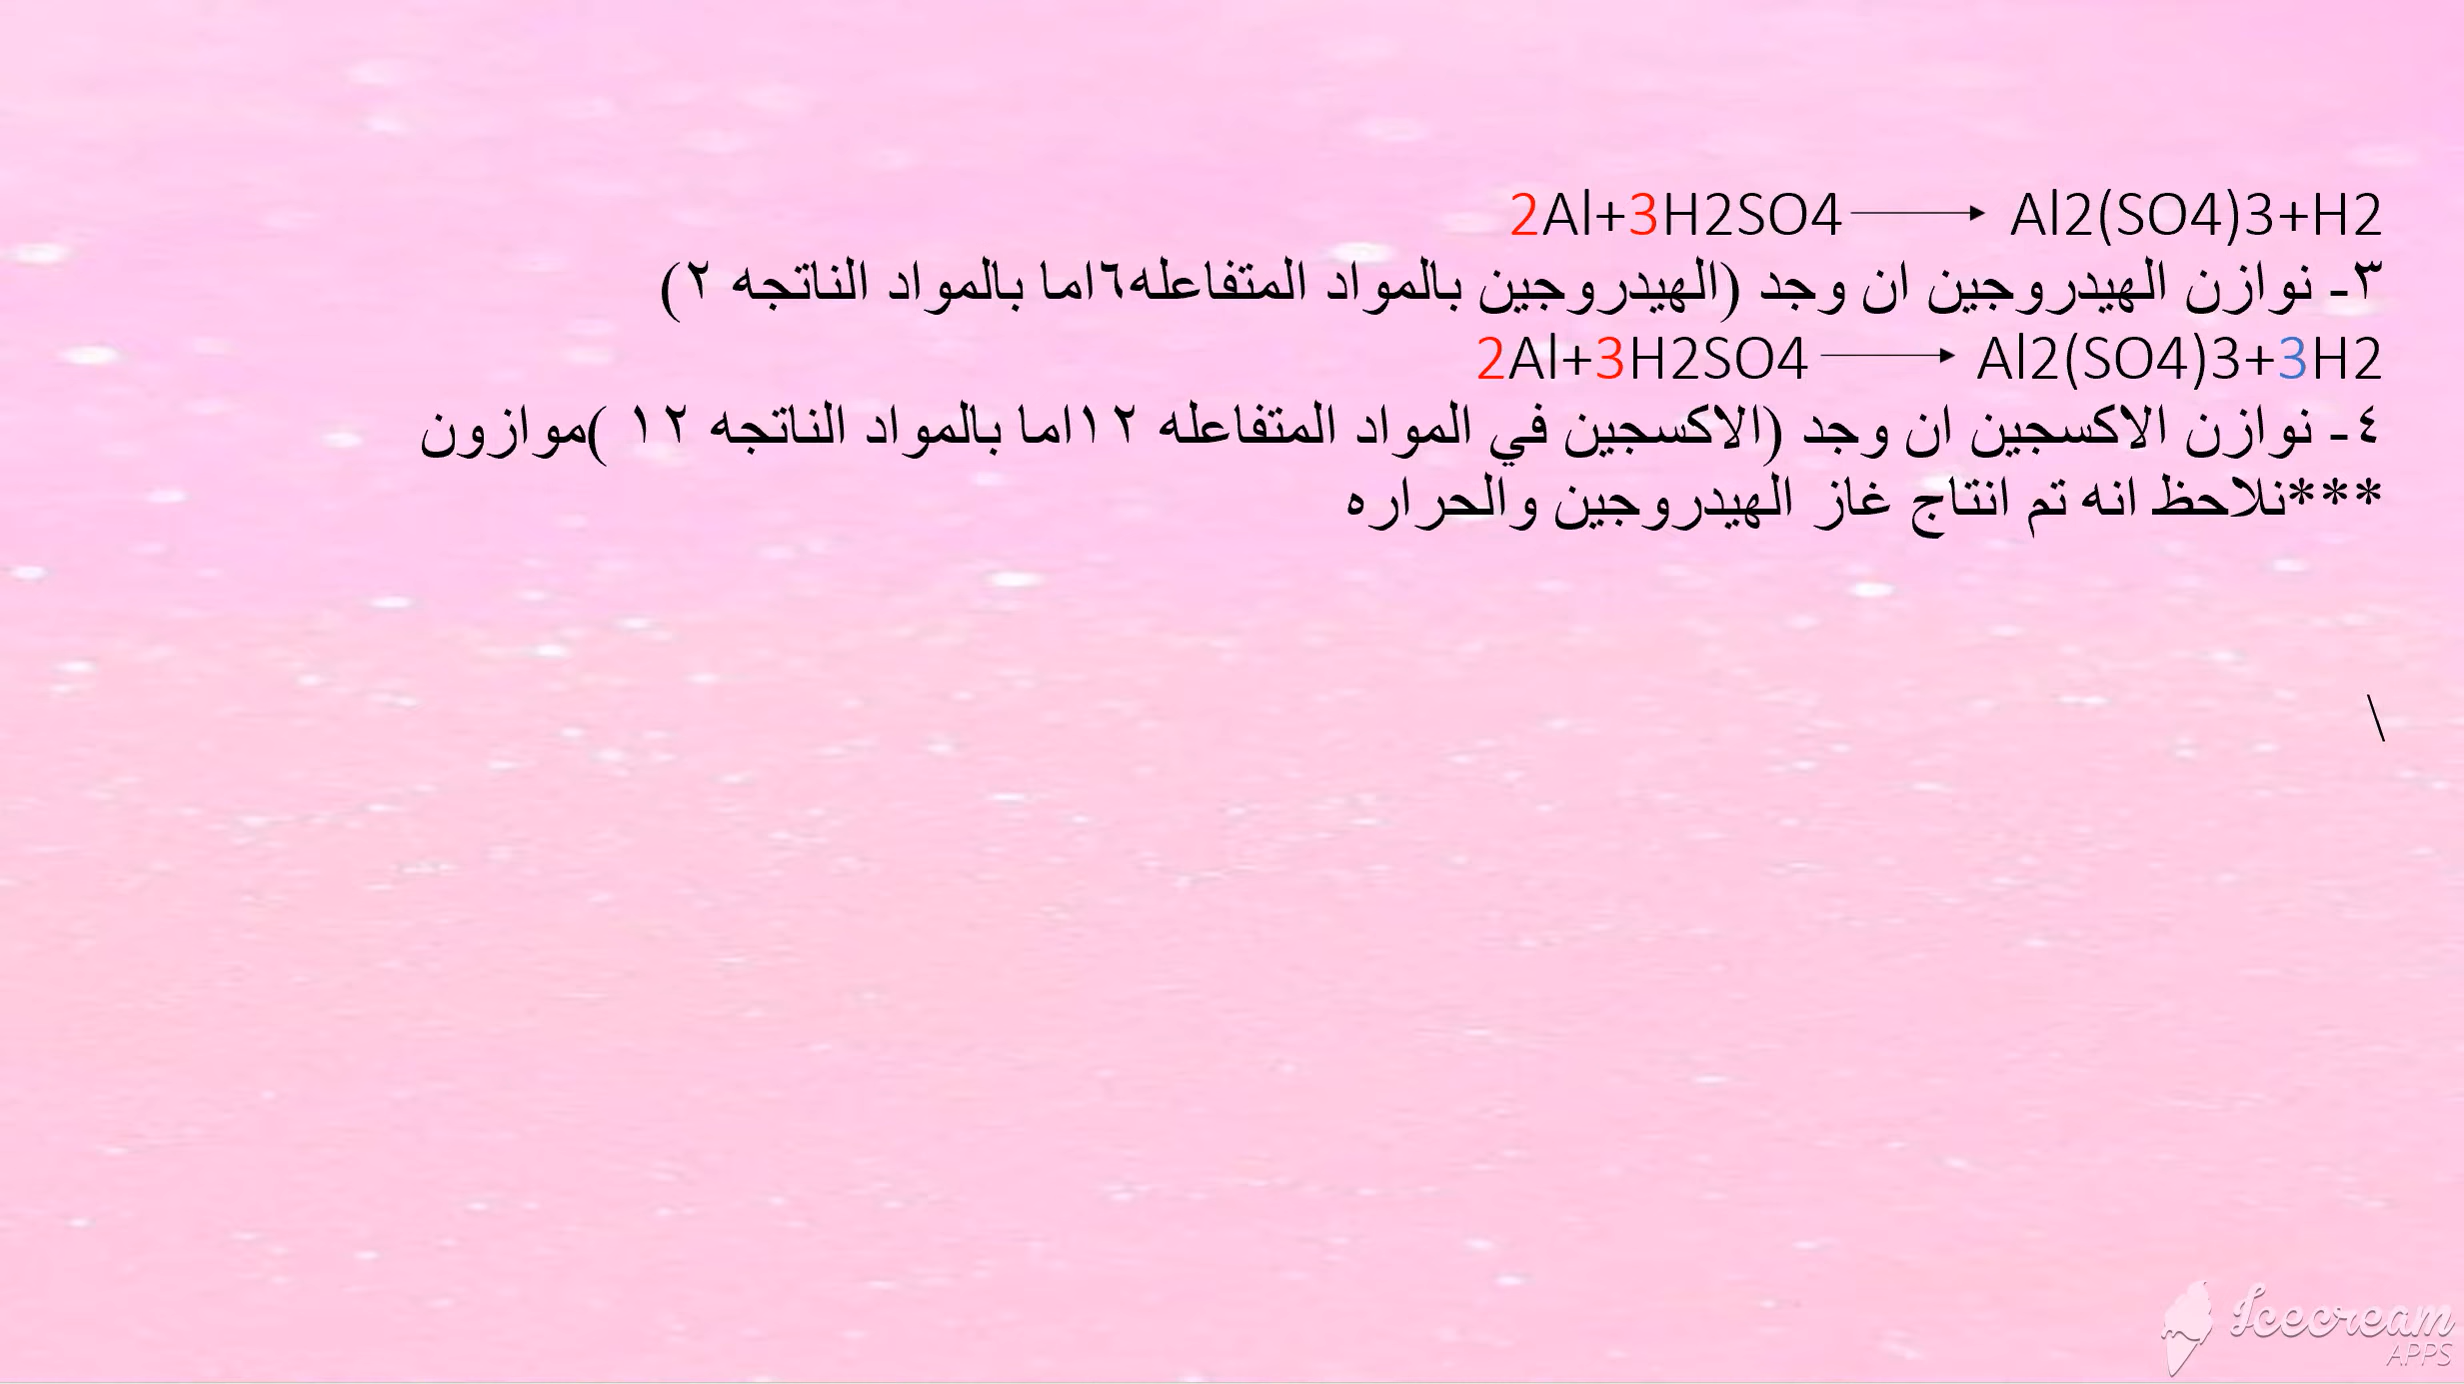 2Al+3H2SO4 → Al2(SO4)3+H2
٣- نوازن الهيدروجين ان وجد (الهيدروجين بالمواد المتفاعله٦اما بالمواد الناتجه ٢)
2Al+3H2SO4 → Al2(SO4)3+3H2
٤- نوازن الاكسجين ان وجد (الاكسجين في المواد المتفاعله ١٢اما بالمواد الناتجه ١٢ )موازون
***نلاحظ انه تم انتاج غاز الهيدروجين والحراره
\
Icecream
APPS